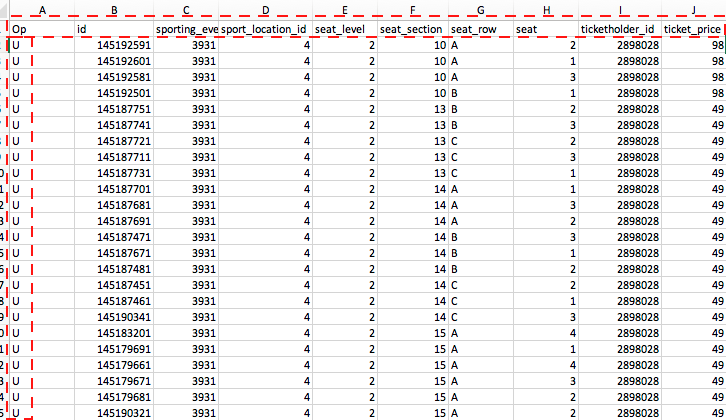 A B C D E F G H I J
Op id sporting_eve sport_location_id seat_level seat_section seat_row seat ticketholder_id ticket_price
U 145192591 3931 4 2 10 A 2 2898028 98
U 145192601 3931 4 2 10 A 1 2898028 98
U 145192581 3931 4 2 10 A 3 2898028 98
U 145192501 3931 4 2 10 B 1 2898028 98
U 145187751 3931 4 2 13 B 2 2898028 49
U 145187741 3931 4 2 13 B 3 2898028 49
U 145187721 3931 4 2 13 C 2 2898028 49
U 145187711 3931 4 2 13 C 3 2898028 49
U 145187731 3931 4 2 13 C 1 2898028 49
U 145187701 3931 4 2 14 A 1 2898028 49
U 145187681 3931 4 2 14 A 3 2898028 49
U 145187691 3931 4 2 14 A 2 2898028 49
U 145187471 3931 4 2 14 B 3 2898028 49
U 145187671 3931 4 2 14 B 1 2898028 49
U 145187481 3931 4 2 14 B 2 2898028 49
U 145187451 3931 4 2 14 C 2 2898028 49
U 145187461 3931 4 2 14 C 1 2898028 49
U 145190341 3931 4 2 14 C 3 2898028 49
U 145183201 3931 4 2 15 A 4 2898028 49
U 145179691 3931 4 2 15 A 1 2898028 49
U 145179661 3931 4 2 15 A 4 2898028 49
U 145179671 3931 4 2 15 A 3 2898028 49
U 145179681 3931 4 2 15 A 2 2898028 49
U 145190321 3931 4 2 15 A 2 2898028 49